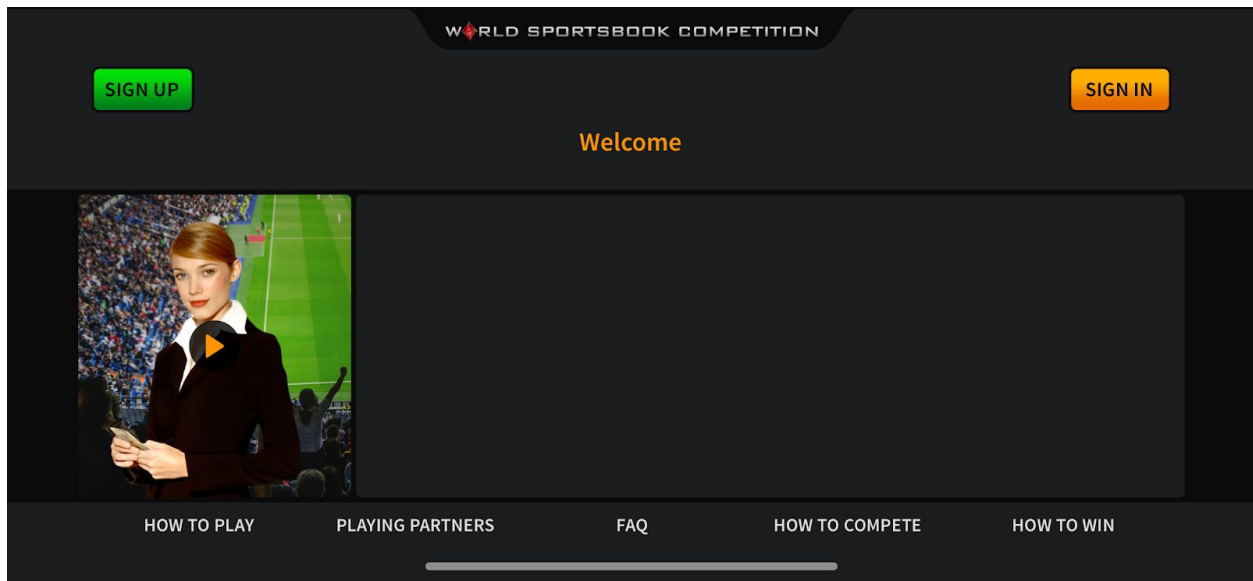 WORLD SPORTSBOOK COMPETITION
SIGN UP
SIGN IN
Welcome
HOW TO PLAY
PLAYING PARTNERS
FAQ
HOW TO COMPETE
HOW TO WIN